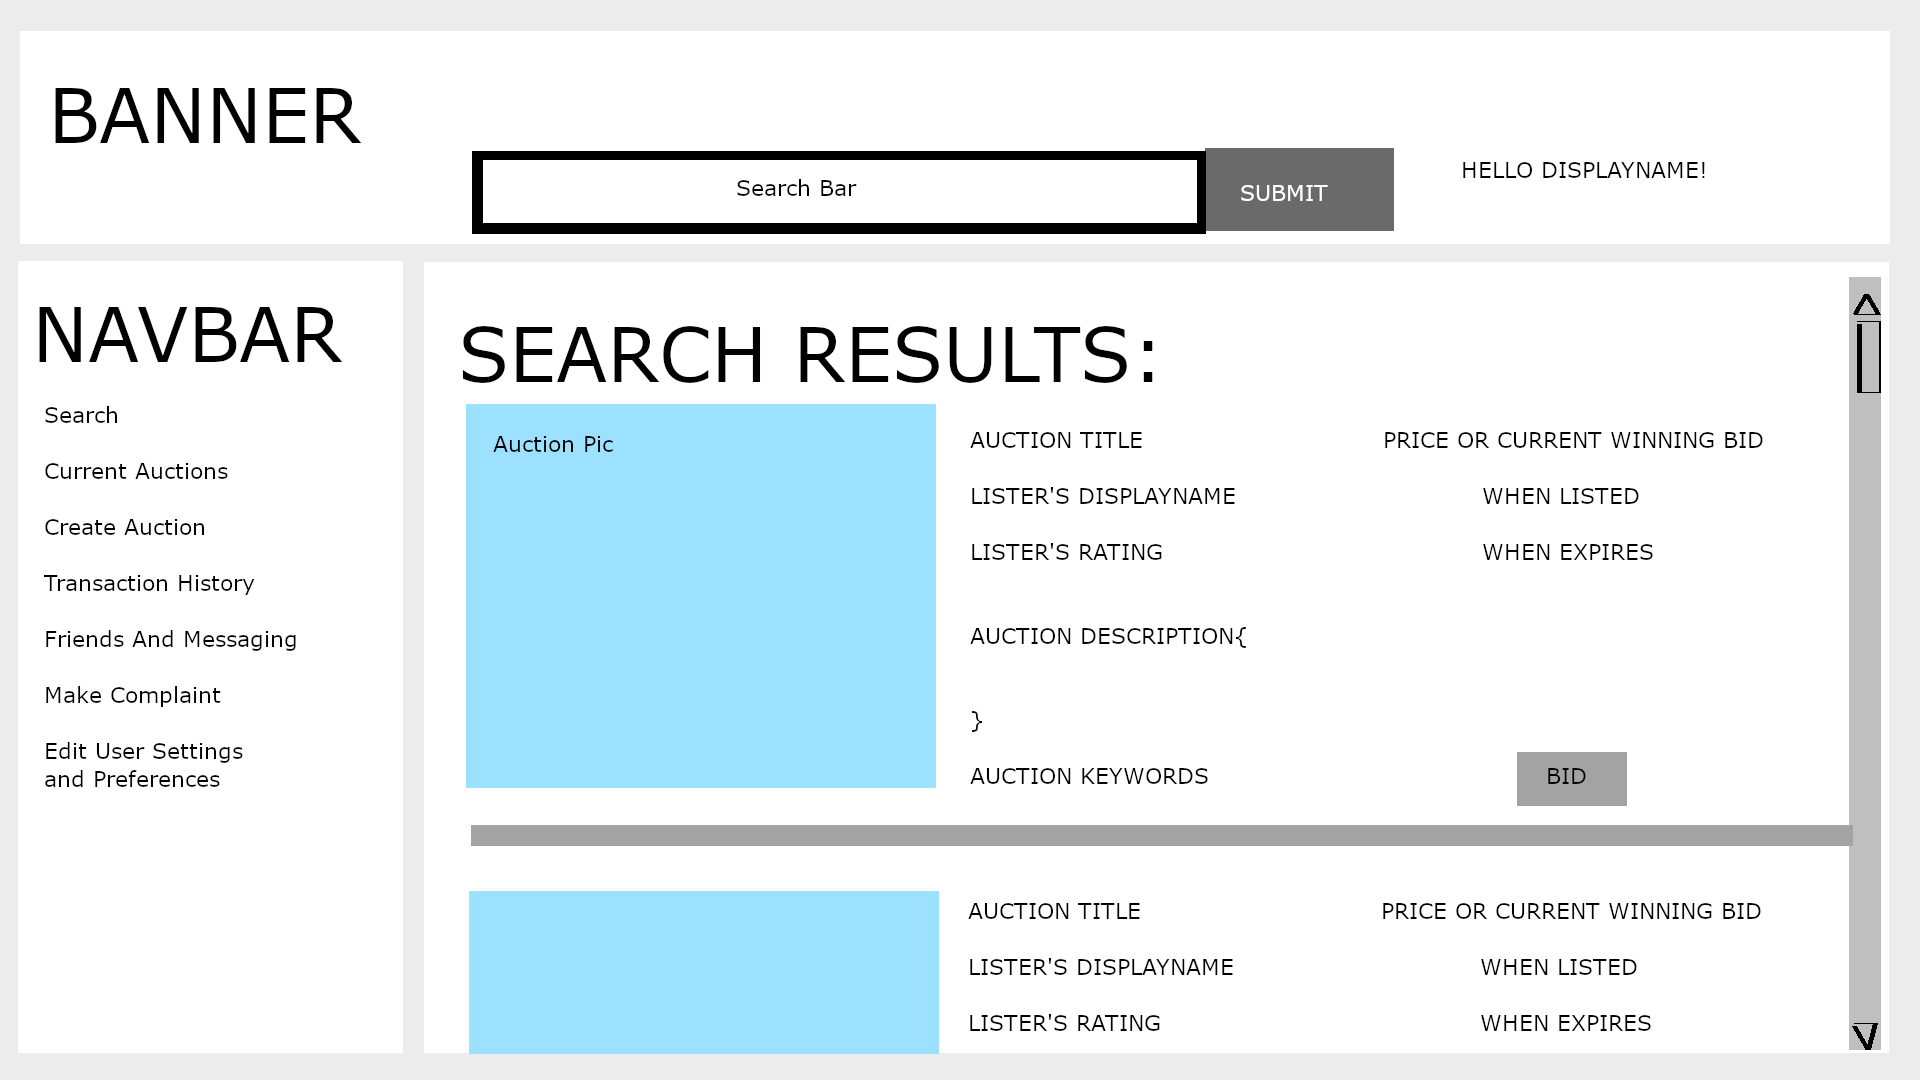 BANNER
Search Bar
SUBMIT
HELLO DISPLAYNAME!
NAVBAR
Search
Current Auctions
Create Auction
Transaction History
Friends And Messaging
Make Complaint
Edit User Settings
and Preferences
SEARCH RESULTS:
Auction Pic
AUCTION TITLE
PRICE OR CURRENT WINNING BID
LISTER'S DISPLAYNAME
WHEN LISTED
LISTER'S RATING
WHEN EXPIRES
AUCTION DESCRIPTION{
}
AUCTION KEYWORDS
BID
AUCTION TITLE
PRICE OR CURRENT WINNING BID
LISTER'S DISPLAYNAME
WHEN LISTED
LISTER'S RATING
WHEN EXPIRES